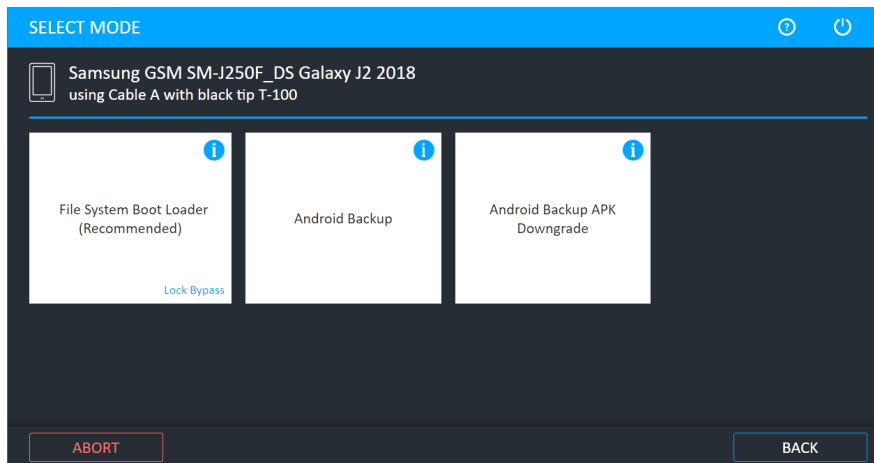 SELECT MODE
Samsung GSM SM-J250F_DS Galaxy J2 2018
using Cable A with black tip T-100
File System Boot Loader
(Recommended)
Lock Bypass
Android Backup
Android Backup APK
Downgrade
ABORT
BACK